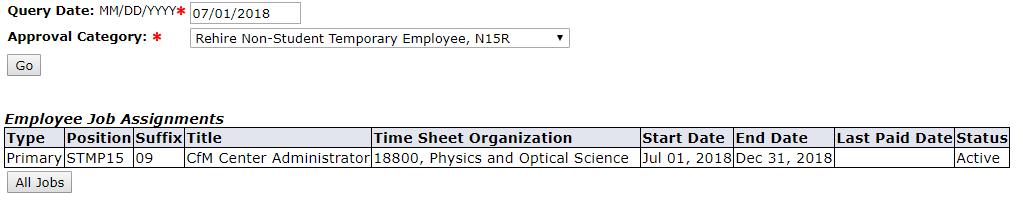 Query Date: MM/DD/YYYY* 07/01/2018
Approval Category: * Rehire Non-Student Temporary Employee, N15R
Go
Employee Job Assignments
Type Position Suffix Title Time Sheet Organization Start Date End Date Last Paid Date Status
Primary STMP15 09 CfM Center Administrator 18800, Physics and Optical Science Jul 01, 2018 Dec 31, 2018 Active
All Jobs